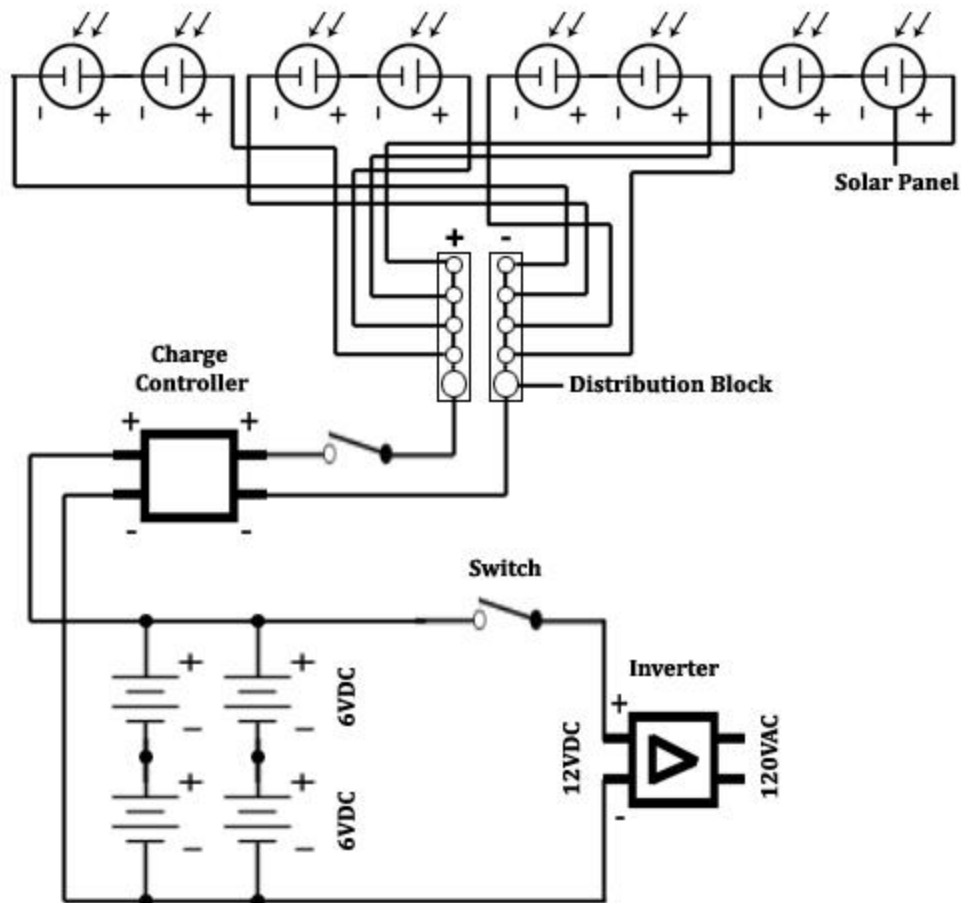 - + - + - + - + - + - + - + - +
Solar Panel
+ -
Charge
Controller
Distribution Block
+ +
- -
Switch
Inverter
+ + 6VDC
- -
+ + 6VDC
- -
+
12VDC
120VAC
-